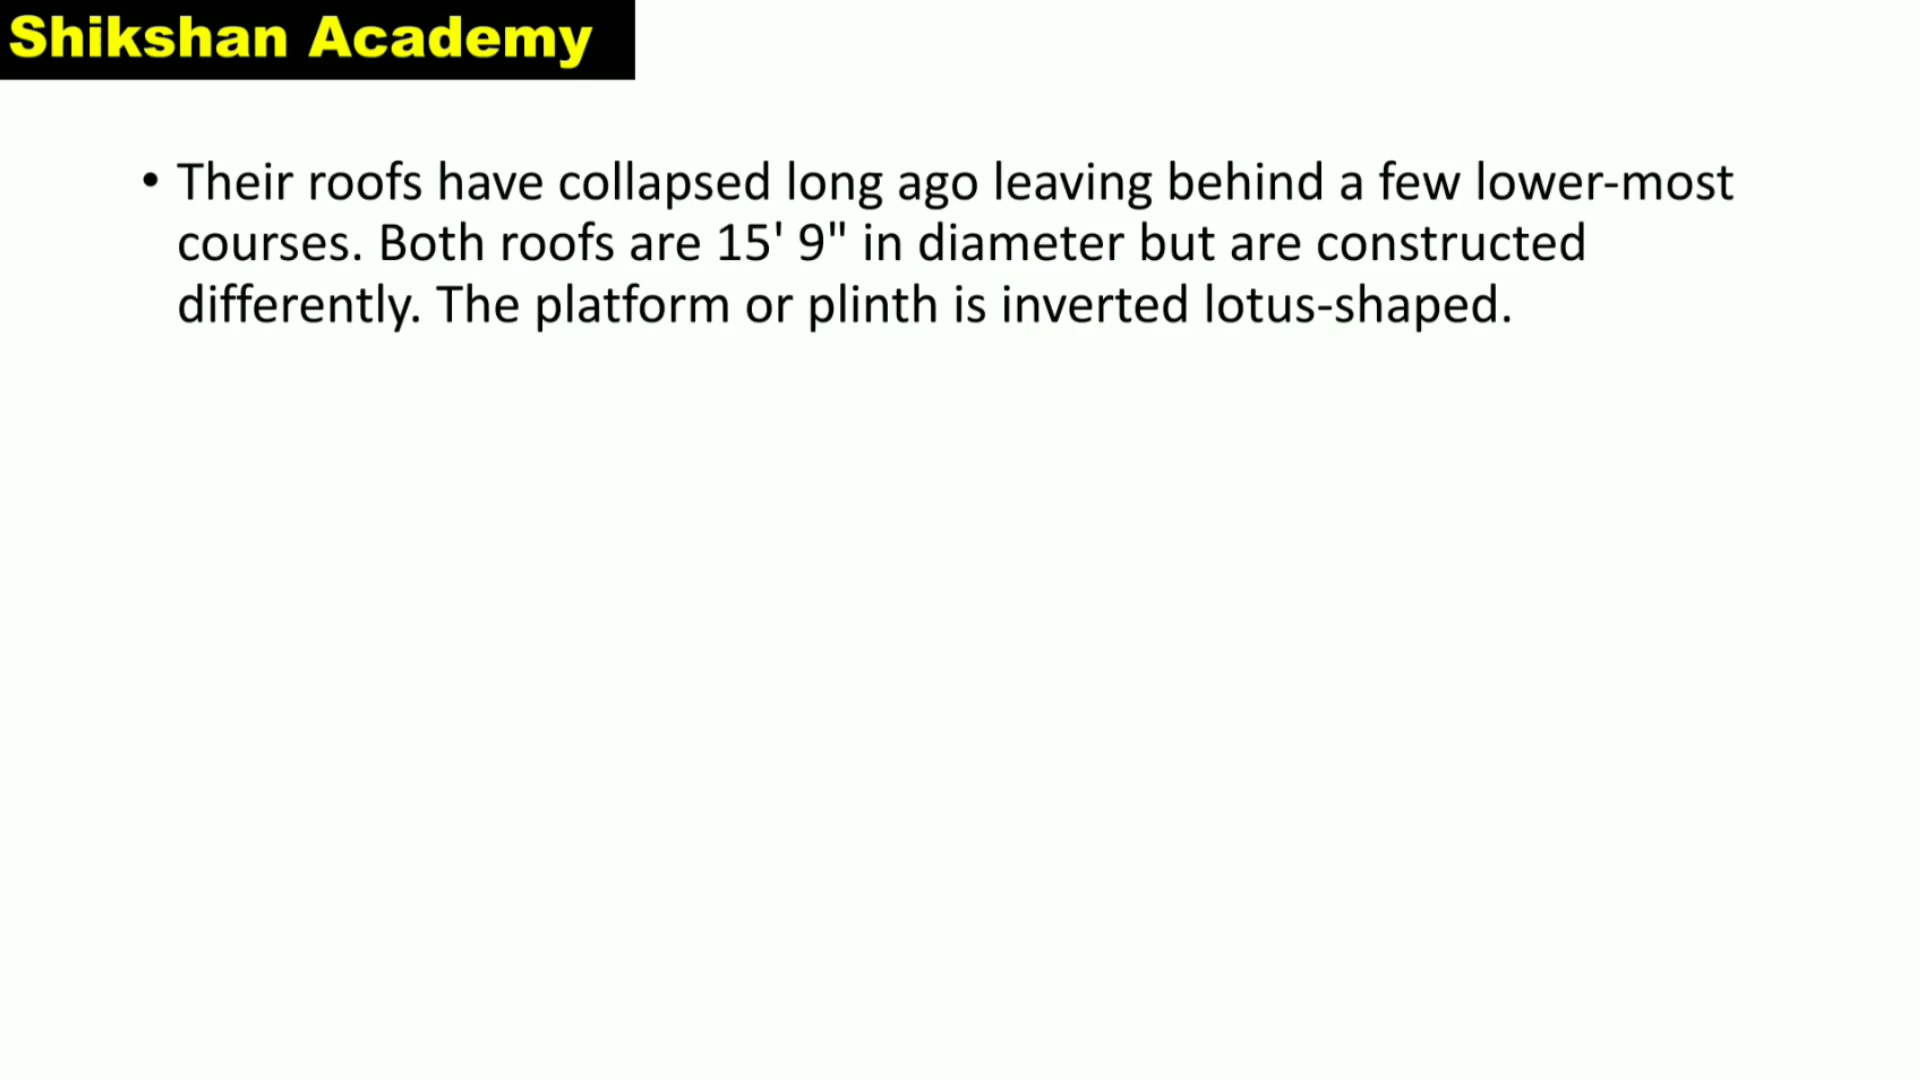 Shikshan Academy
• Their roofs have collapsed long ago leaving behind a few lower-most
courses. Both roofs are 15' 9" in diameter but are constructed
differently. The platform or plinth is inverted lotus-shaped.